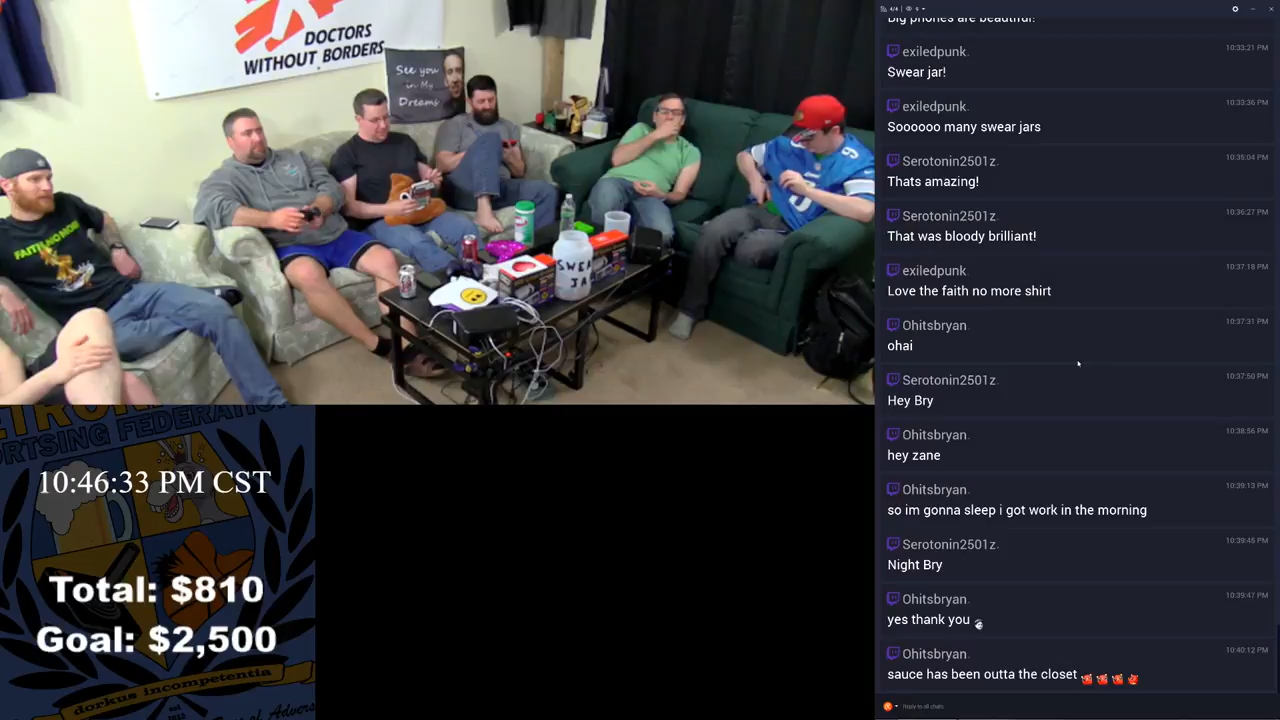 DOCTORS
WITHOUT BORDERS
See you
in My
Dreams
FAITH NO MORE
SWEAR
JAR
10:46:33 PM CST
Total: $810
Goal: $2,500
dorkus incompetentia
4/4
Big phones are beautiful!
exiledpunk.
10:33:21 PM
Swear jar!
exiledpunk.
10:33:36 PM
Soooooo many swear jars
Serotonin2501z.
10:35:04 PM
Thats amazing!
Serotonin2501z.
10:36:27 PM
That was bloody brilliant!
exiledpunk.
10:37:18 PM
Love the faith no more shirt
Ohitsbryan.
10:37:31 PM
ohai
Serotonin2501z.
10:37:50 PM
Hey Bry
Ohitsbryan.
10:38:56 PM
hey zane
Ohitsbryan.
10:39:13 PM
so im gonna sleep i got work in the morning
Serotonin2501z.
10:39:45 PM
Night Bry
Ohitsbryan.
10:39:47 PM
yes thank you
Ohitsbryan.
10:40:12 PM
sauce has been outta the closet
Reply to all chats